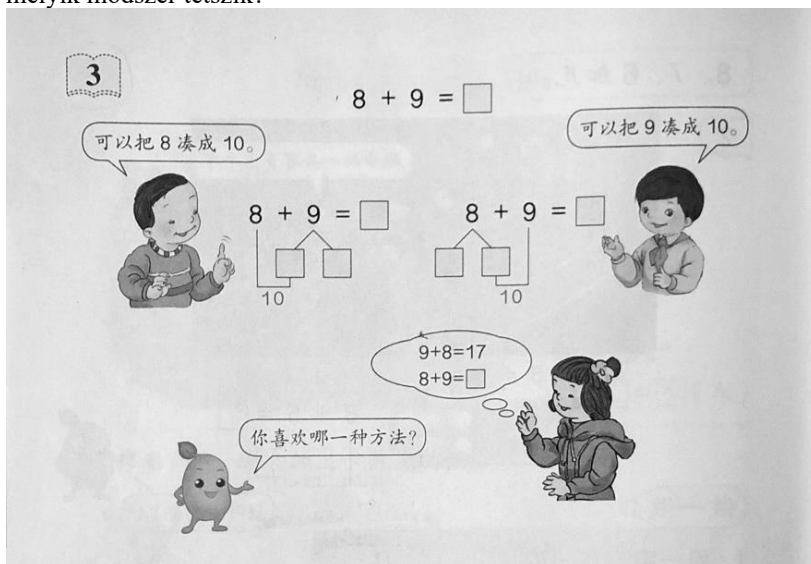 melyik módszer tetszik?
3
8 + 9 = □
可以把 8 凑成 10。
可以把 9 凑成 10。
8 + 9 = □
□ □
10
8 + 9 = □
□ □
10
9+8=17
8+9=□
你喜欢哪一种方法?